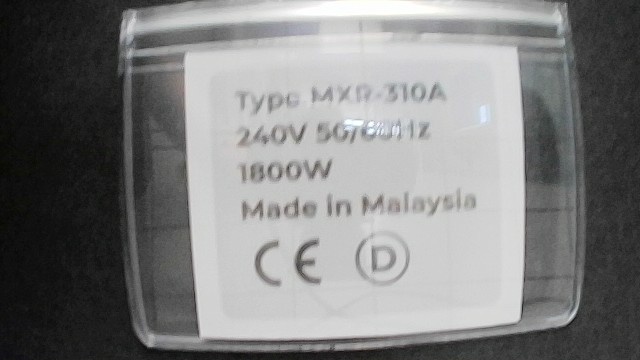 Type MXR-310A
240V 50/60Hz
1800W
Made in Malaysia
CE D